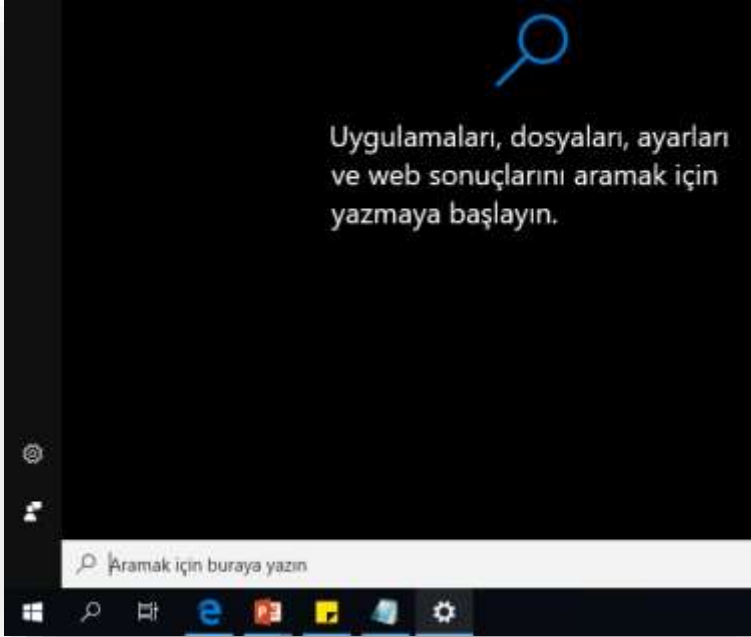 Uygulamaları, dosyaları, ayarları
ve web sonuçlarını aramak için
yazmaya başlayın.
Aramak için buraya yazın